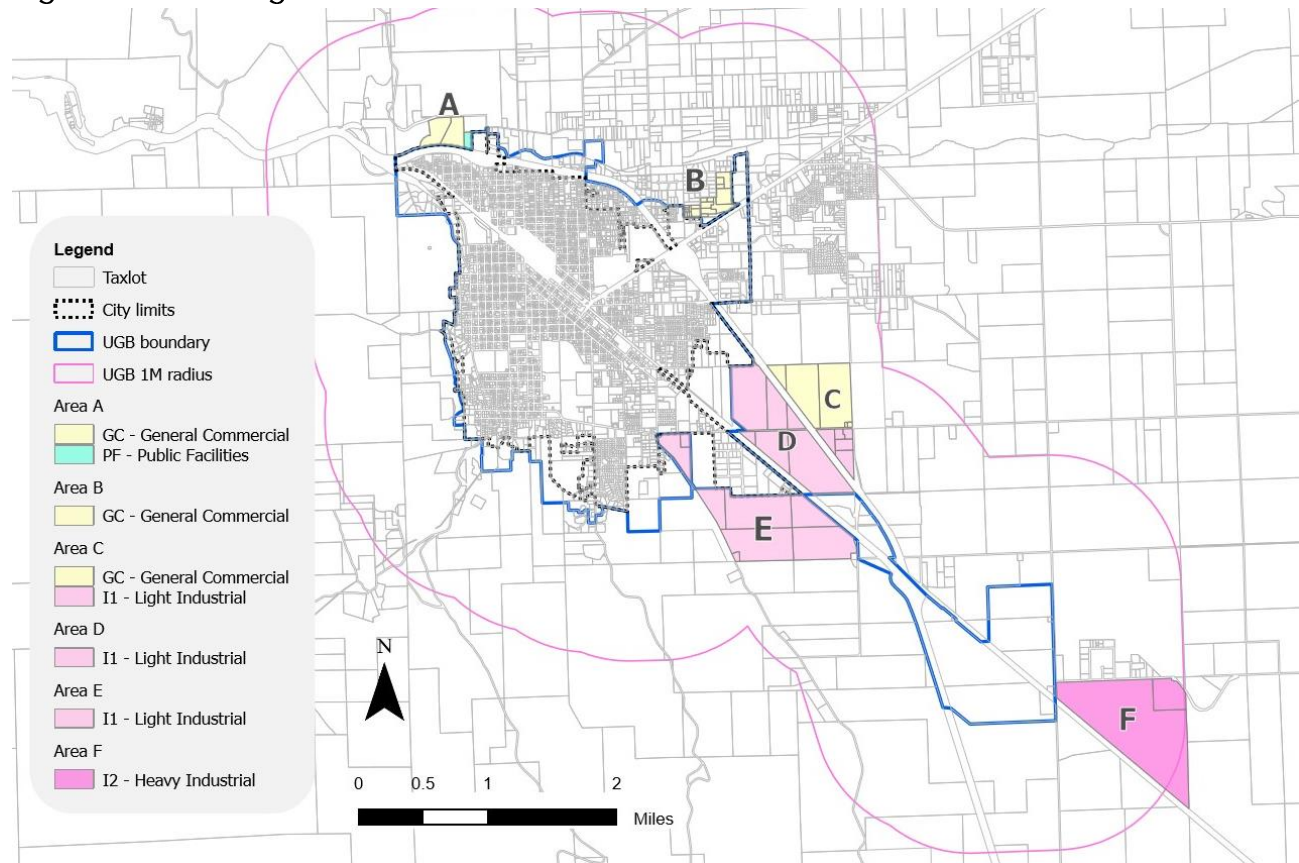 A
B
C
D
E
F
Legend
Taxlot
City limits
UGB boundary
UGB 1M radius
Area A
GC - General Commercial
PF - Public Facilities
Area B
GC - General Commercial
Area C
GC - General Commercial
I1 - Light Industrial
Area D
I1 - Light Industrial
Area E
I1 - Light Industrial
Area F
I2 - Heavy Industrial
N
0 0.5 1 2
Miles